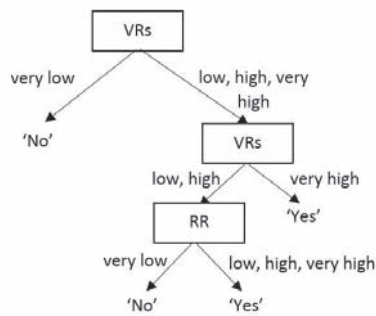 VRs
very low
low, high, very
high
'No'
VRs
low, high
very high
'Yes'
RR
very low
low, high, very high
'No'
'Yes'